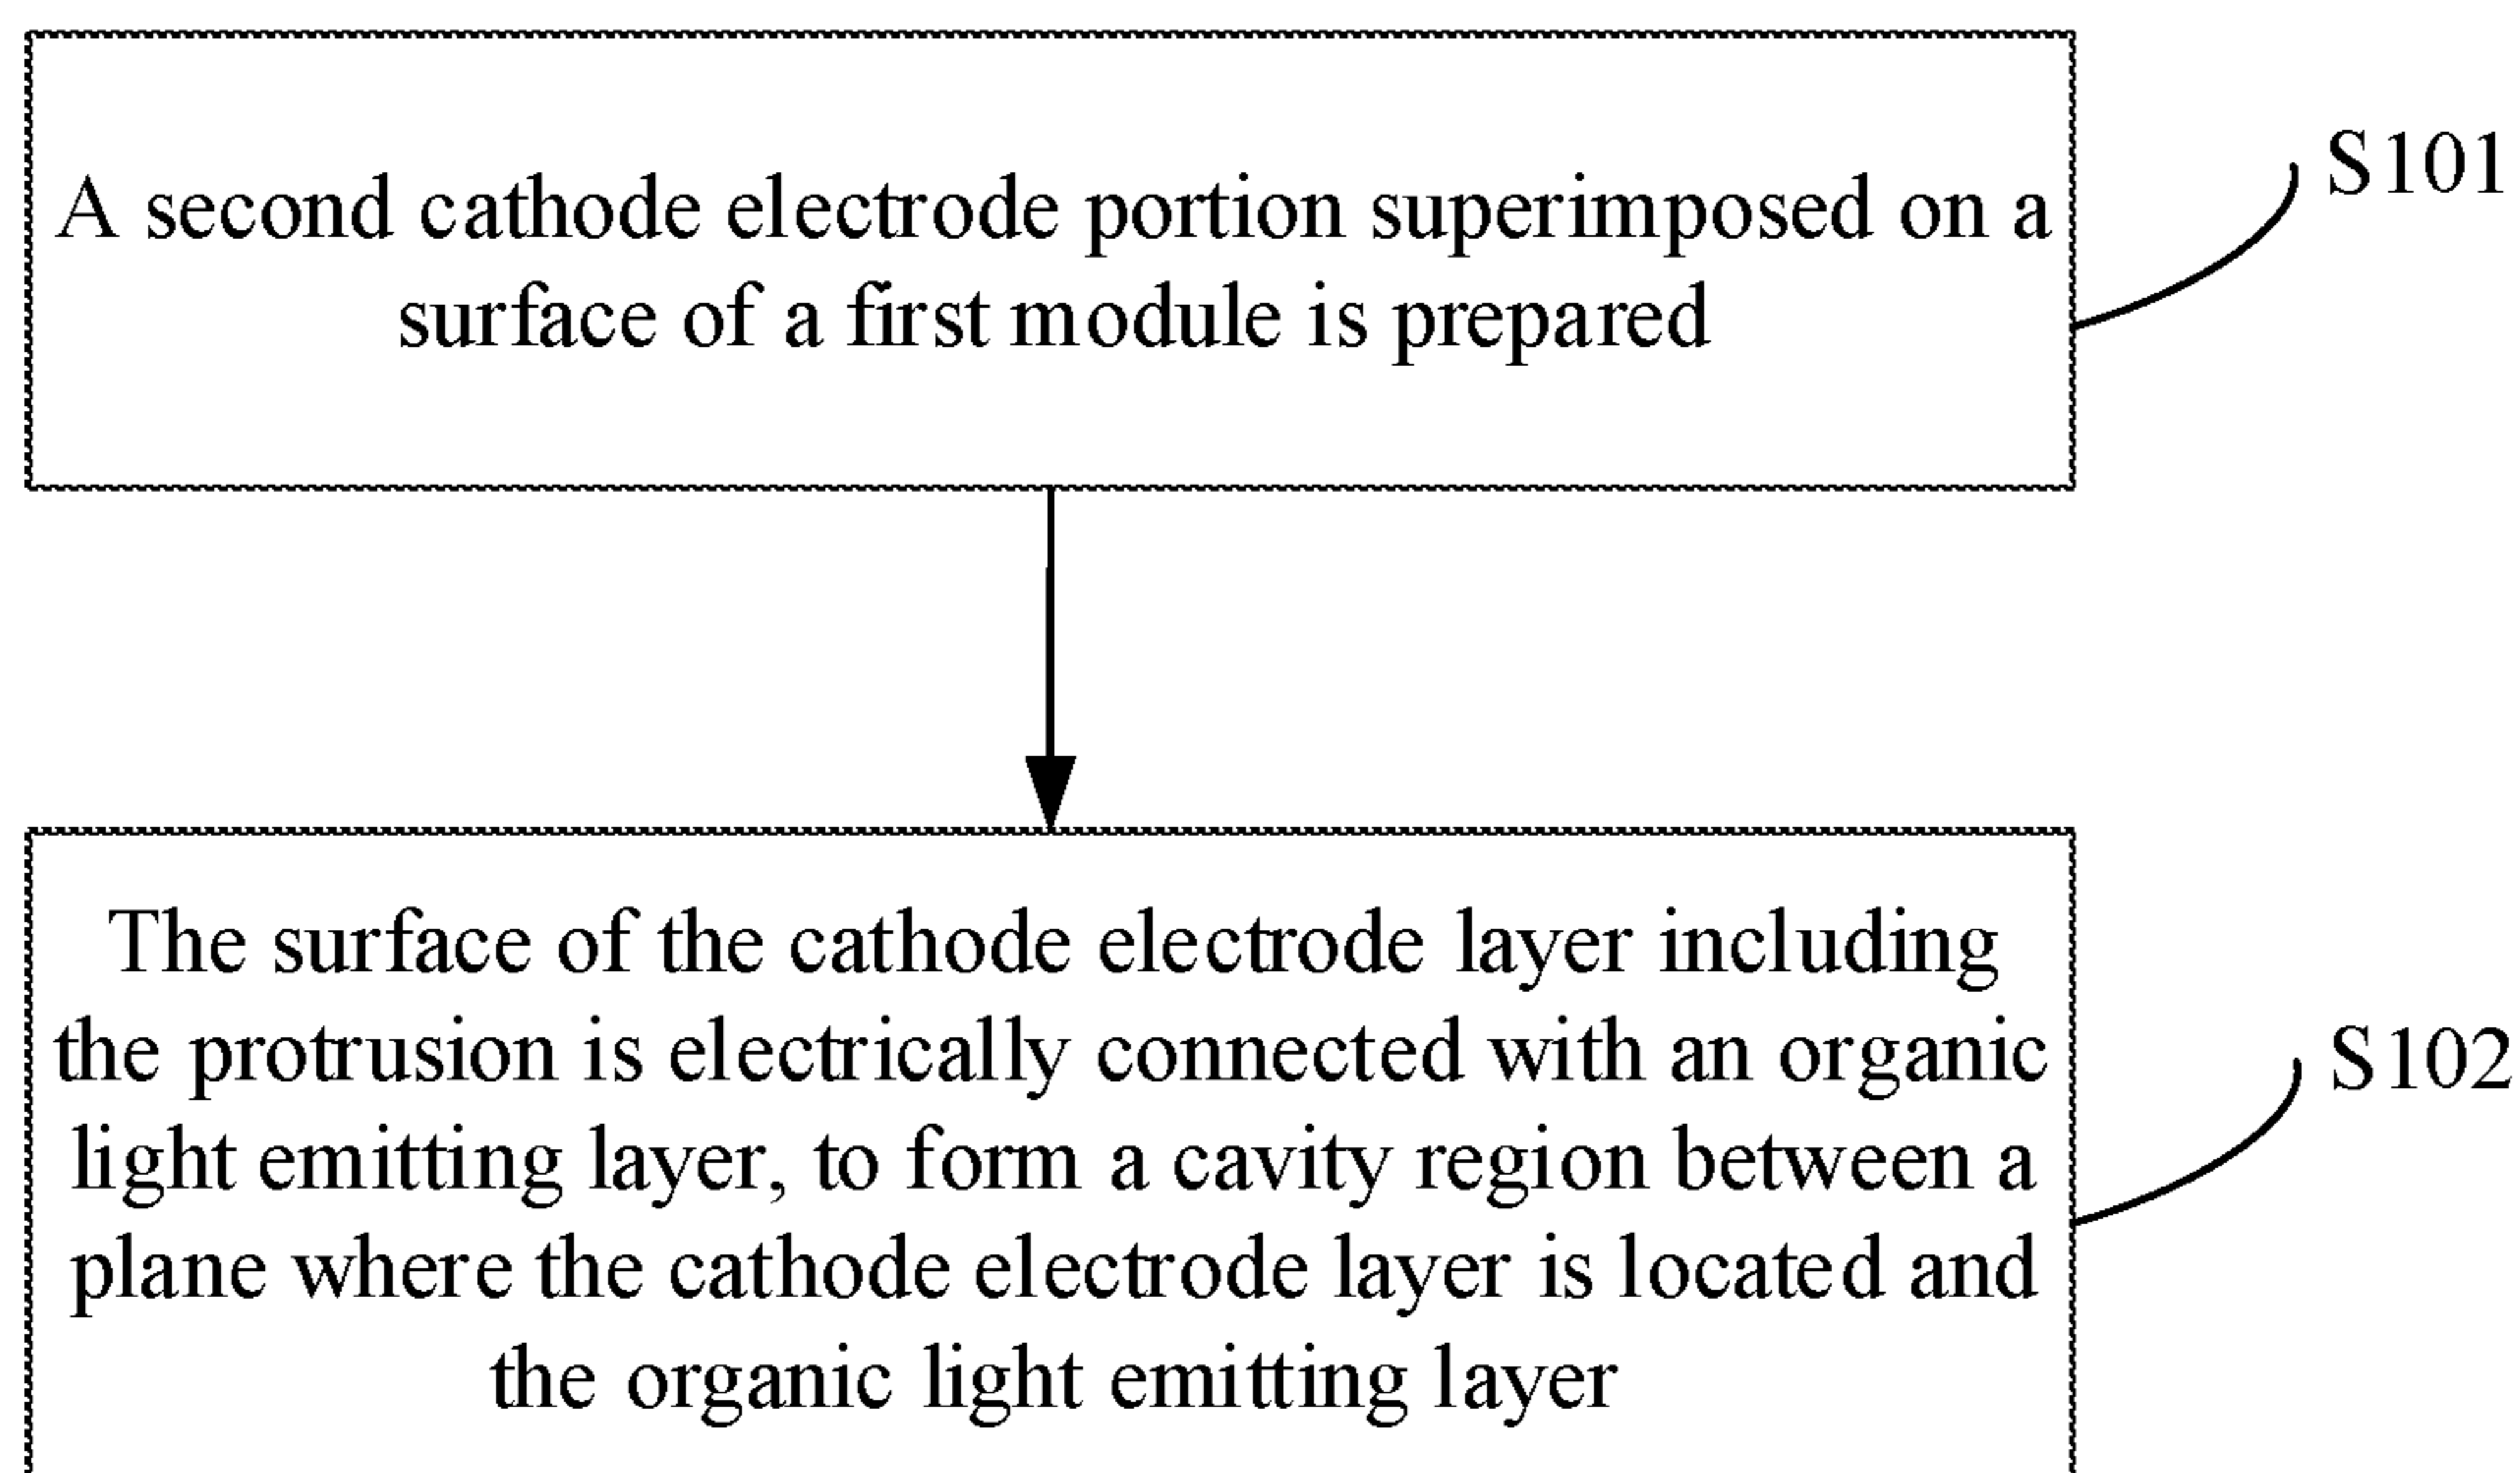 A second cathode electrode portion superimposed on a
surface of a first module is prepared
S101
The surface of the cathode electrode layer including
the protrusion is electrically connected with an organic
light emitting layer, to form a cavity region between a
plane where the cathode electrode layer is located and
the organic light emitting layer
S102